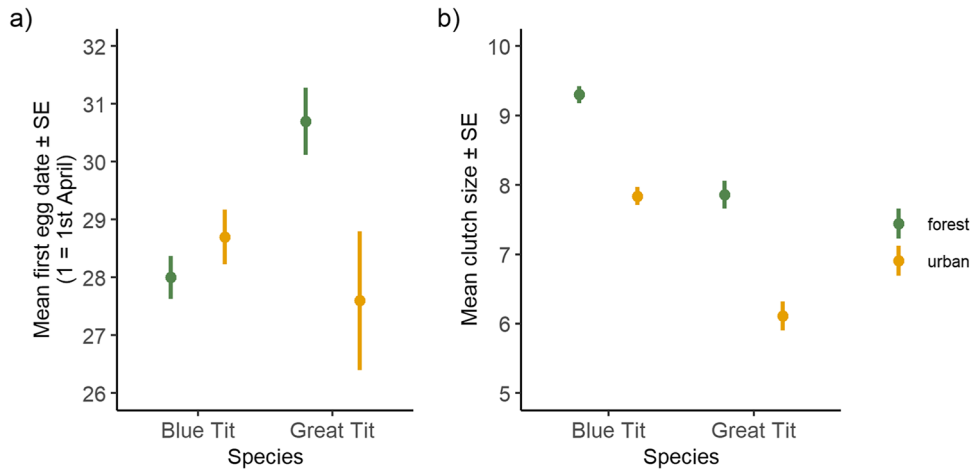 a)
Mean first egg date ± SE
(1 = 1st April)
32
31
30
29
28
27
26
Blue Tit
Great Tit
Species
b)
Mean clutch size ± SE
10
9
8
7
6
5
Blue Tit
Great Tit
Species
forest
urban